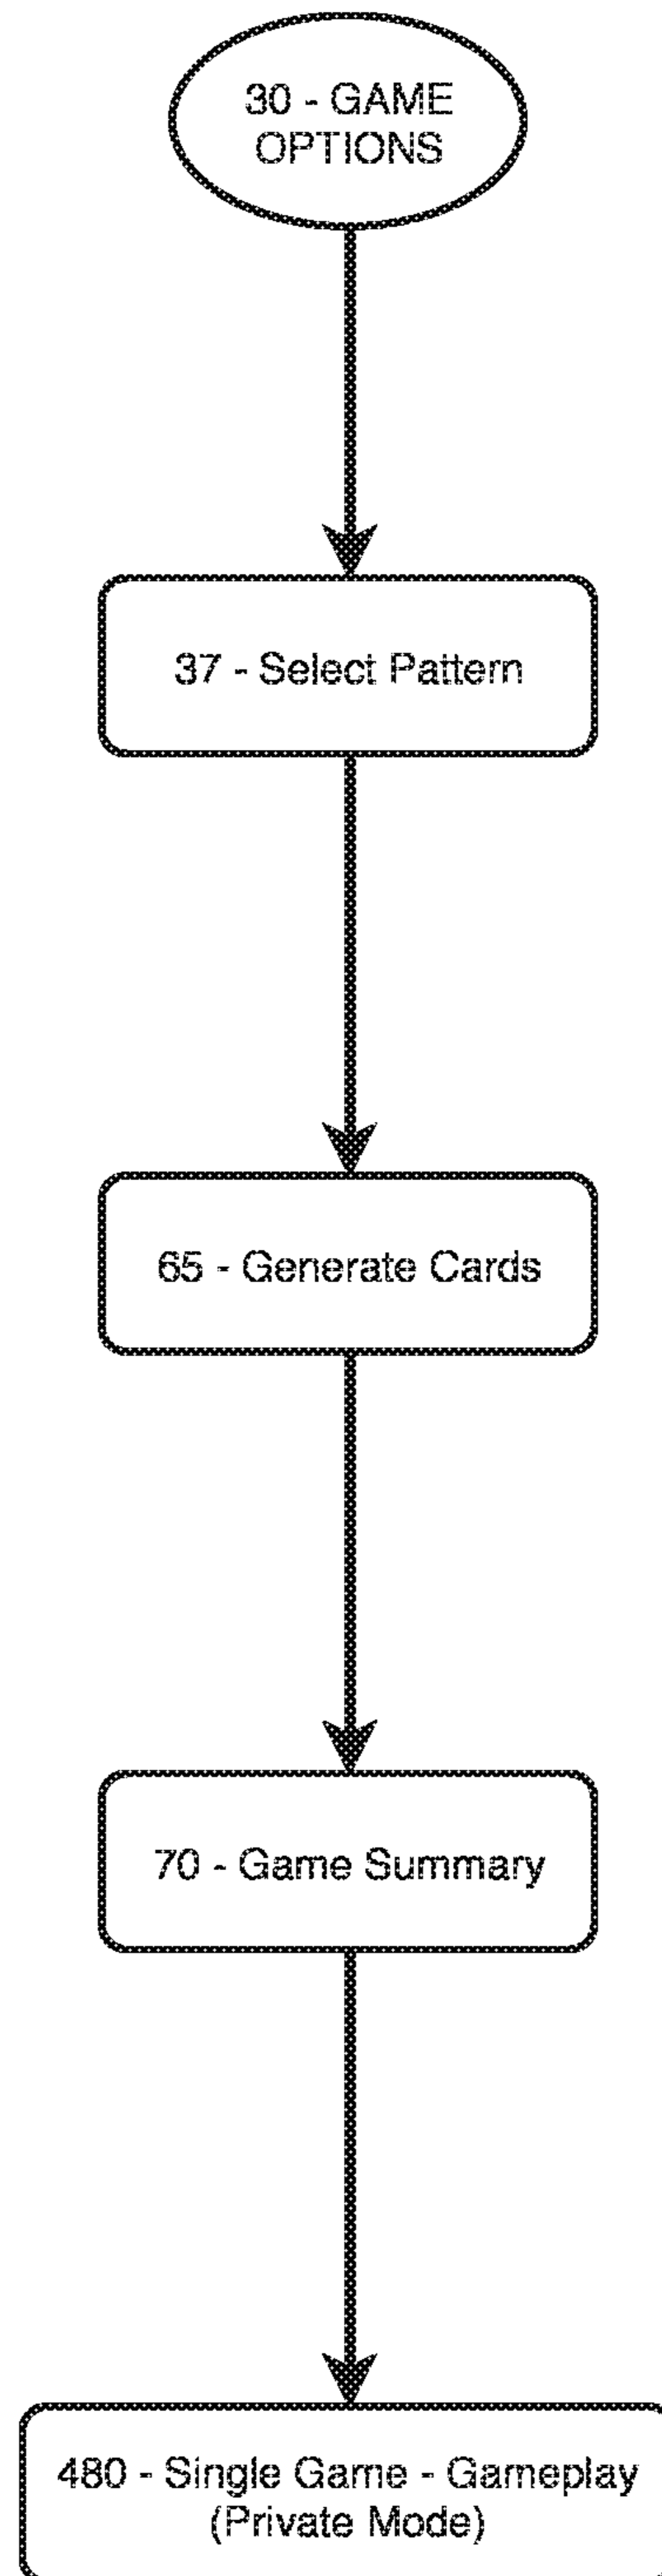 30 - GAME
OPTIONS
37 - Select Pattern
65 - Generate Cards
70 - Game Summary
480 - Single Game - Gameplay
(Private Mode)